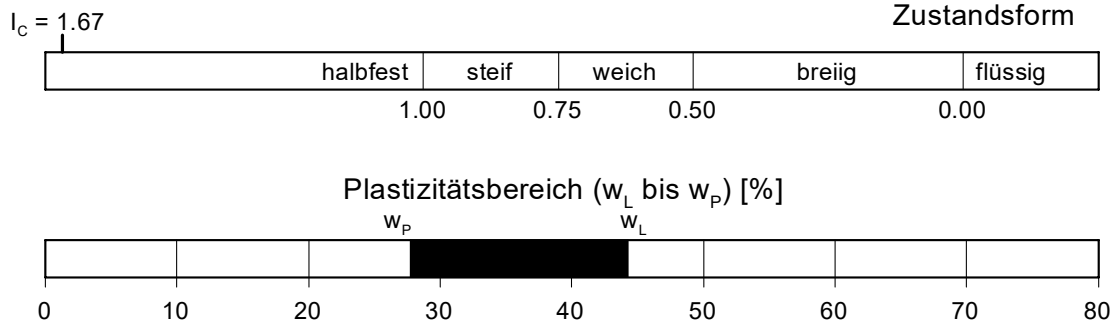 Zustandsform
I_C = 1.67
halbfest steif weich breiig flüssig
1.00 0.75 0.50 0.00
Plastizitätsbereich (w_L bis w_P) [%]
w_P w_L
0 10 20 30 40 50 60 70 80